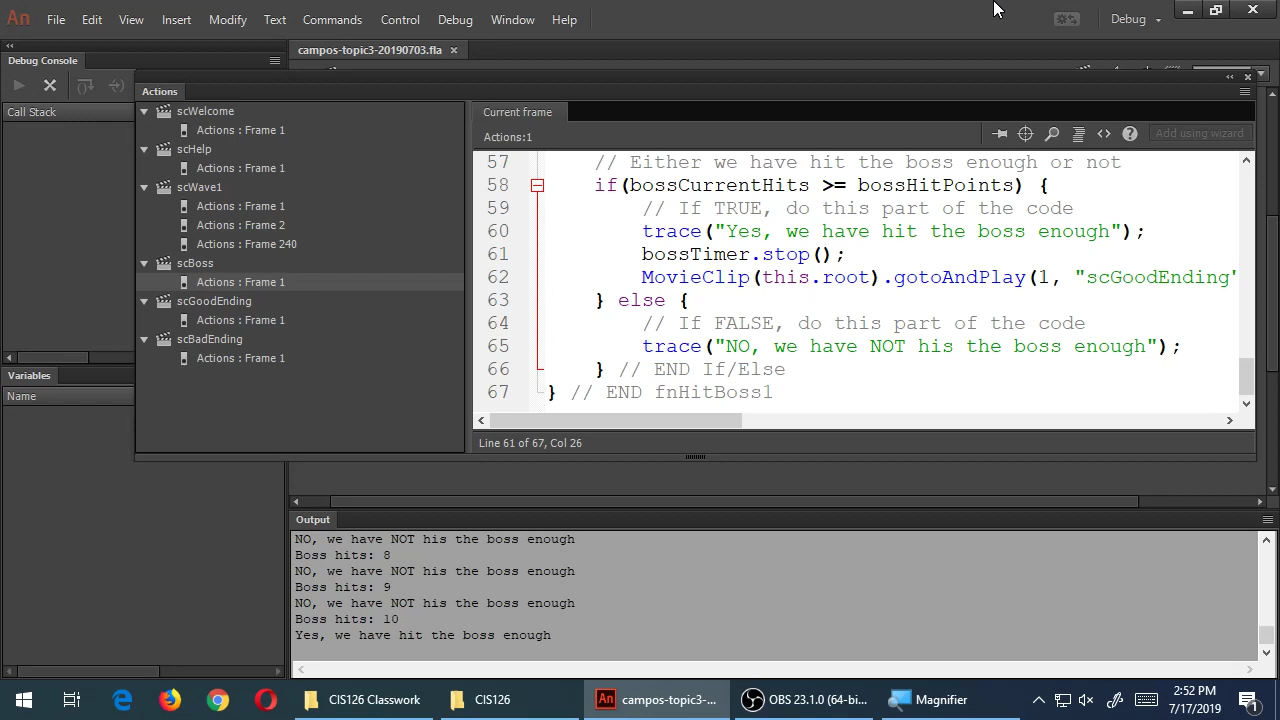 An File Edit View Insert Modify Text Commands Control Debug Window Help Debug
campos-topic3-20190703.fla
Debug Console
Call Stack
Variables
Name
Actions
scWelcome
Actions : Frame 1
scHelp
Actions : Frame 1
scWave1
Actions : Frame 1
Actions : Frame 2
Actions : Frame 240
scBoss
Actions : Frame 1
scGoodEnding
Actions : Frame 1
scBadEnding
Actions : Frame 1
Current frame
Actions:1
Add using wizard
57 // Either we have hit the boss enough or not
58 if(bossCurrentHits >= bossHitPoints) {
59 // If TRUE, do this part of the code
60 trace("Yes, we have hit the boss enough");
61 bossTimer.stop();
62 MovieClip(this.root).gotoAndPlay(1, "scGoodEnding"
63 } else {
64 // If FALSE, do this part of the code
65 trace("NO, we have NOT his the boss enough");
66 } // END If/Else
67 } // END fnHitBoss1
Line 61 of 67, Col 26
Output
NO, we have NOT his the boss enough
Boss hits: 8
NO, we have NOT his the boss enough
Boss hits: 9
NO, we have NOT his the boss enough
Boss hits: 10
Yes, we have hit the boss enough
CIS126 Classwork
CIS126
An campos-topic3-...
OBS 23.1.0 (64-bi...
Magnifier
2:52 PM
7/17/2019
1